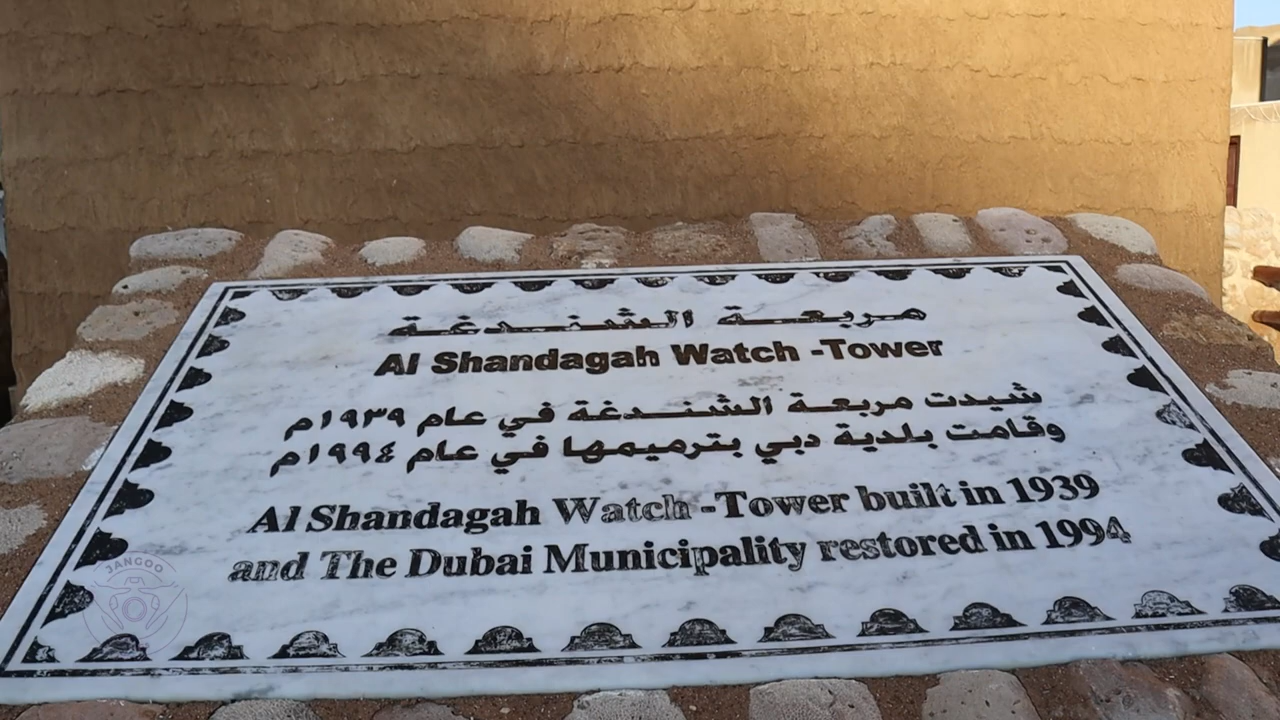 مربعة الشندغة
Al Shandagah Watch -Tower
شيدت مربعة الشندغة في عام ١٩٣٩م
وقامت بلدية دبي بترميمها في عام ١٩٩٤م
Al Shandagah Watch -Tower built in 1939
and The Dubai Municipality restored in 1994
JANGOO